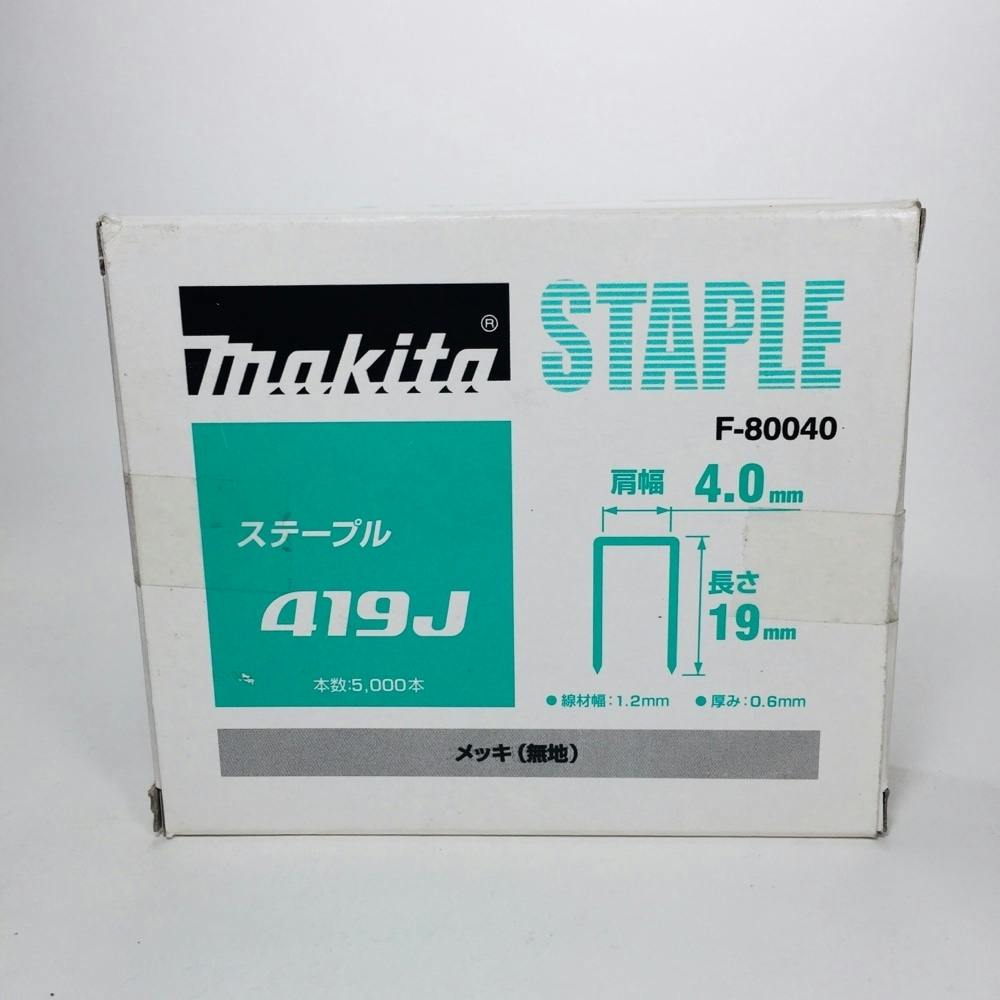 makita®
STAPLE
F-80040
ステープル
419J
本数:5,000本
肩幅 4.0mm
長さ
19mm
●線材幅:1.2mm ●厚み:0.6mm
メッキ(無地)